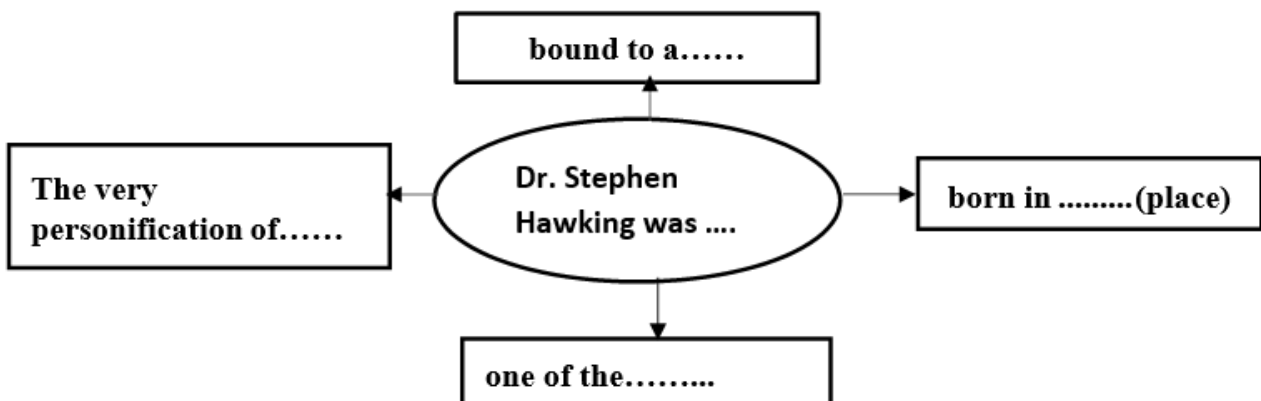 bound to a……
The very
personification of……
Dr. Stephen
Hawking was ….
born in .........(place)
one of the………